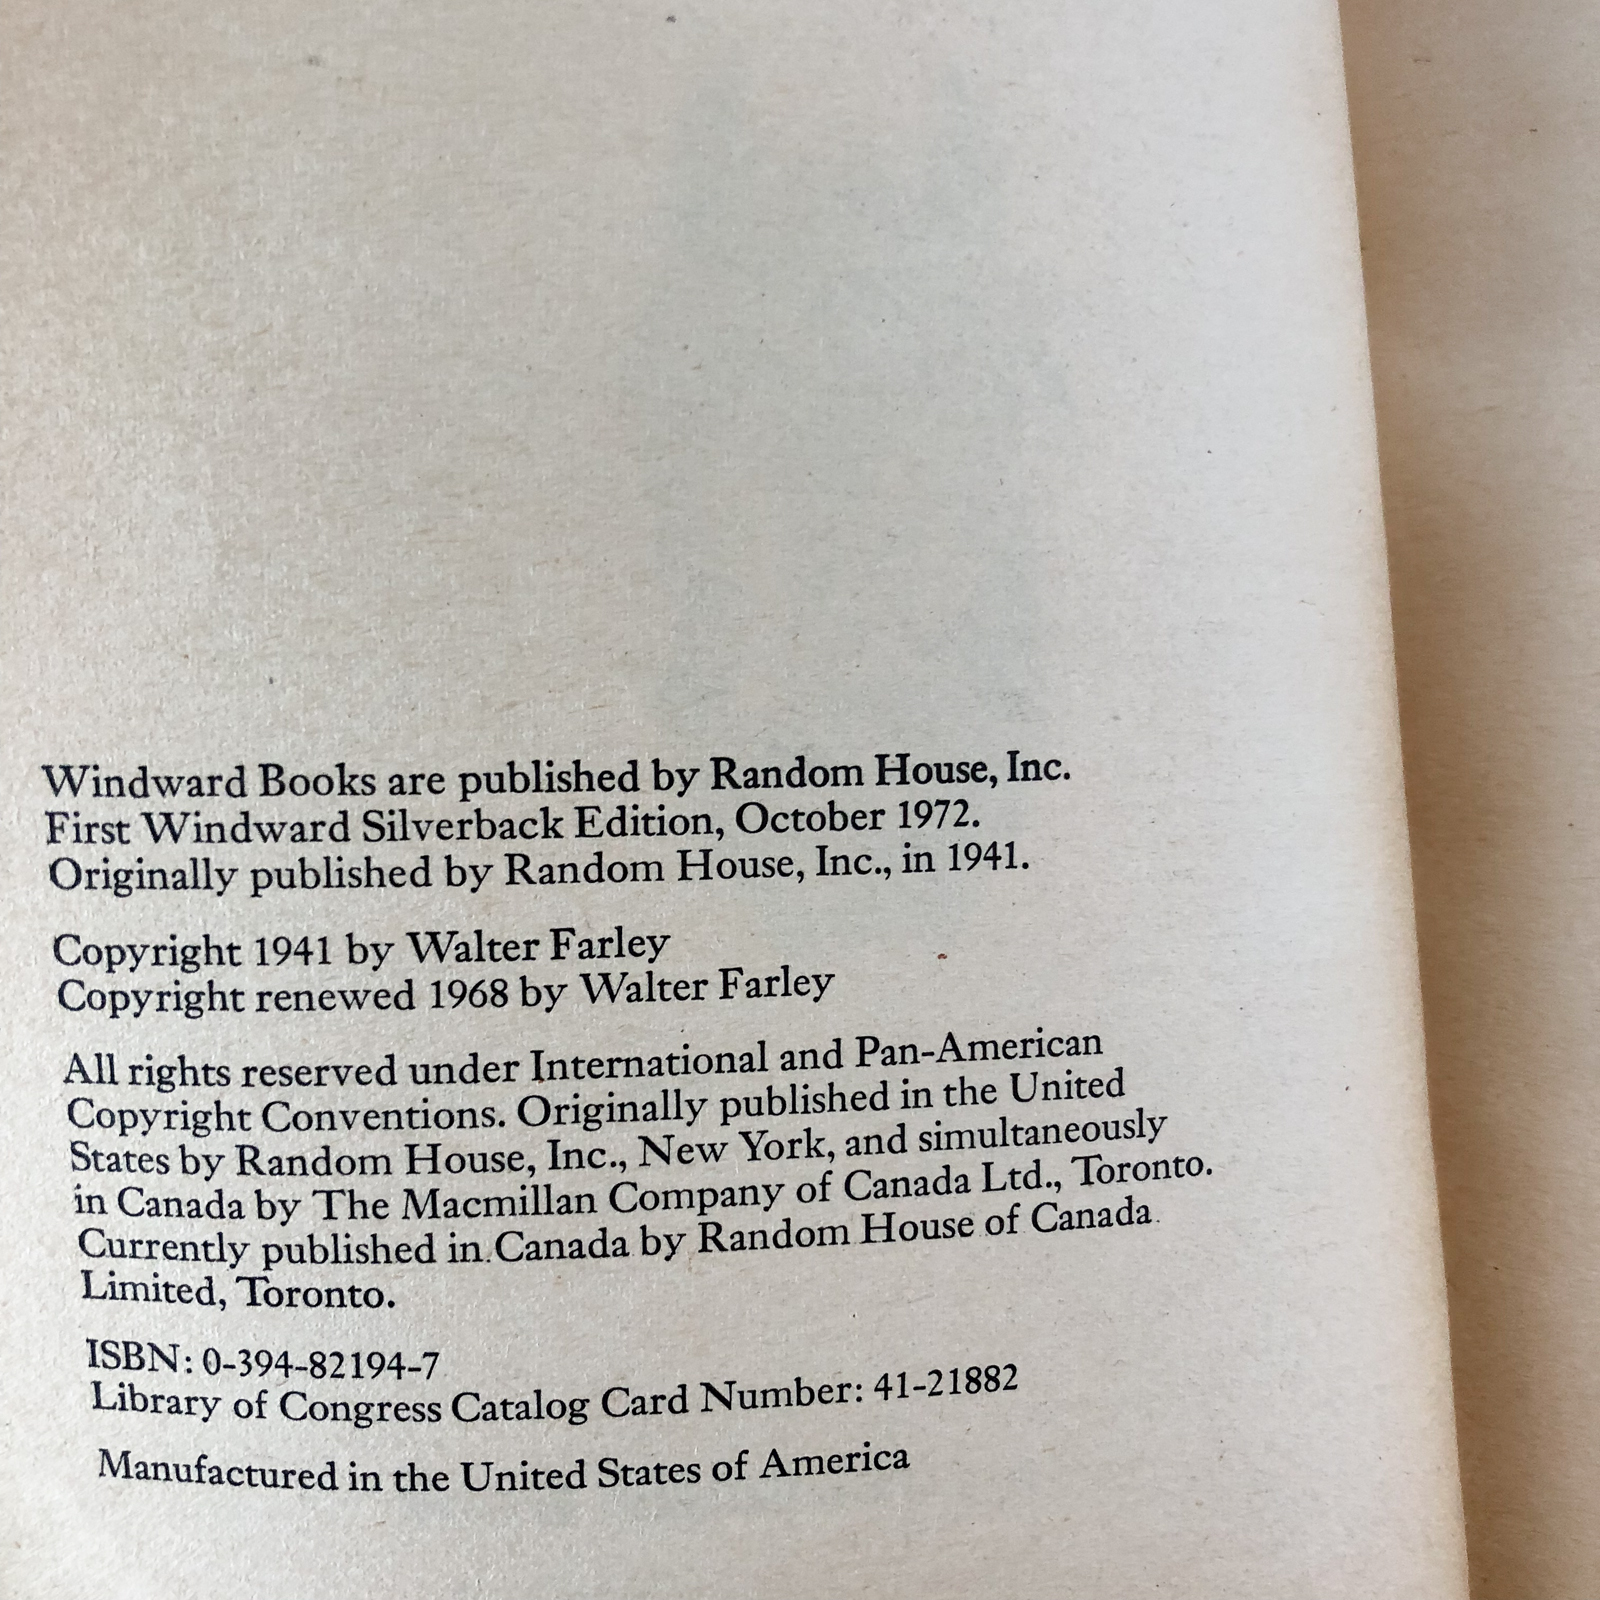 Windward Books are published by Random House, Inc.
First Windward Silverback Edition, October 1972.
Originally published by Random House, Inc., in 1941.
Copyright 1941 by Walter Farley
Copyright renewed 1968 by Walter Farley
All rights reserved under International and Pan-American
Copyright Conventions. Originally published in the United
States by Random House, Inc., New York, and simultaneously
in Canada by The Macmillan Company of Canada Ltd., Toronto.
Currently published in Canada by Random House of Canada
Limited, Toronto.
ISBN: 0-394-82194-7
Library of Congress Catalog Card Number: 41-21882
Manufactured in the United States of America